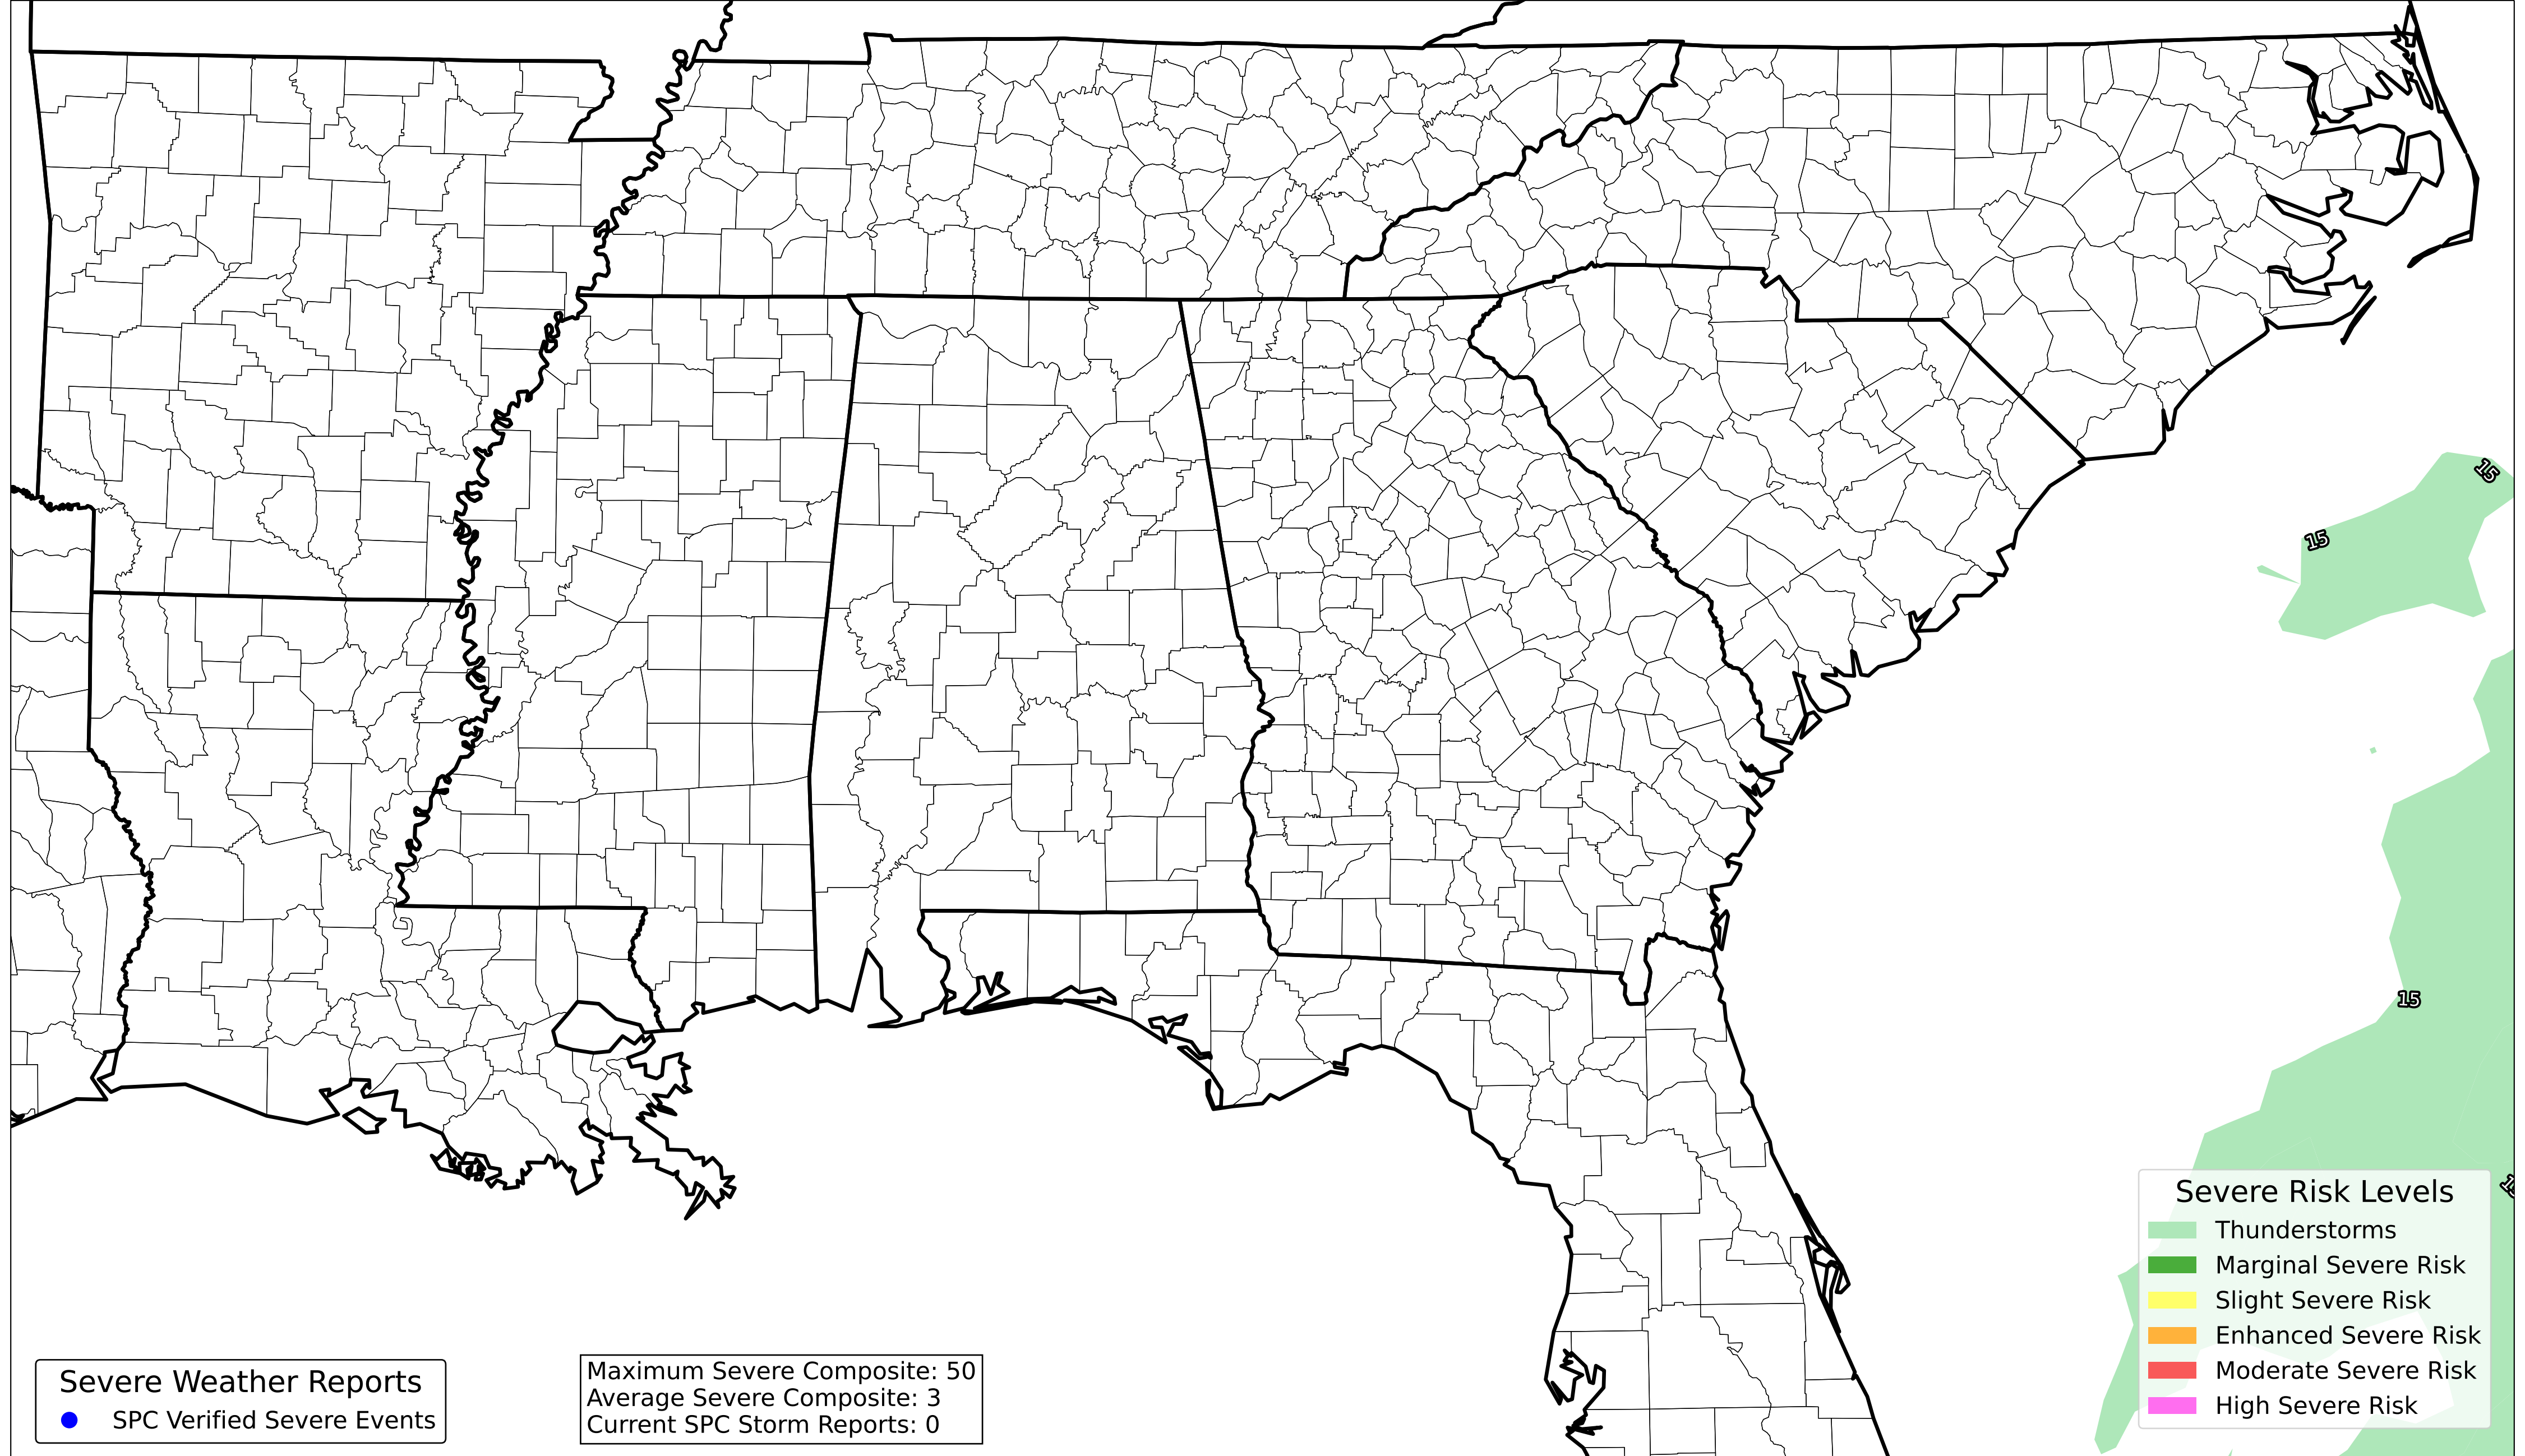 15
15
15
Severe Risk Levels
Thunderstorms
Marginal Severe Risk
Slight Severe Risk
Enhanced Severe Risk
Moderate Severe Risk
High Severe Risk
Severe Weather Reports
SPC Verified Severe Events
Maximum Severe Composite: 50
Average Severe Composite: 3
Current SPC Storm Reports: 0